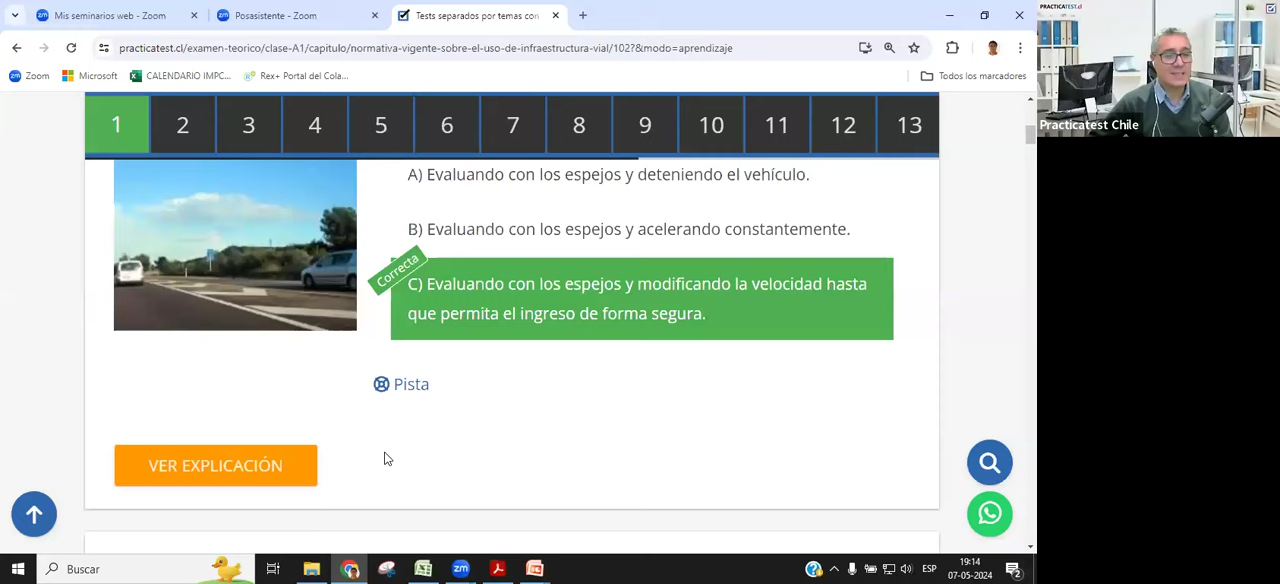 Mis seminarios web - Zoom
Posasistente - Zoom
Tests separados por temas con
practicatest.cl/examen-teorico/clase-A1/capitulo/normativa-vigente-sobre-el-uso-de-infraestructura-vial/102?&modo=aprendizaje
Zoom
Microsoft
CALENDARIO IMPC...
Rex+ Portal del Cola...
Todos los marcadores
PRACTICATEST.cl
Practicatest Chile
1 2 3 4 6 7 8 9 10 11 12 13
A) Evaluando con los espejos y deteniendo el vehículo.
B) Evaluando con los espejos y acelerando constantemente.
Correcta
C) Evaluando con los espejos y modificando la velocidad hasta
que permita el ingreso de forma segura.
Pista
VER EXPLICACIÓN
Buscar
ESP
19:14
07-05-2024
2